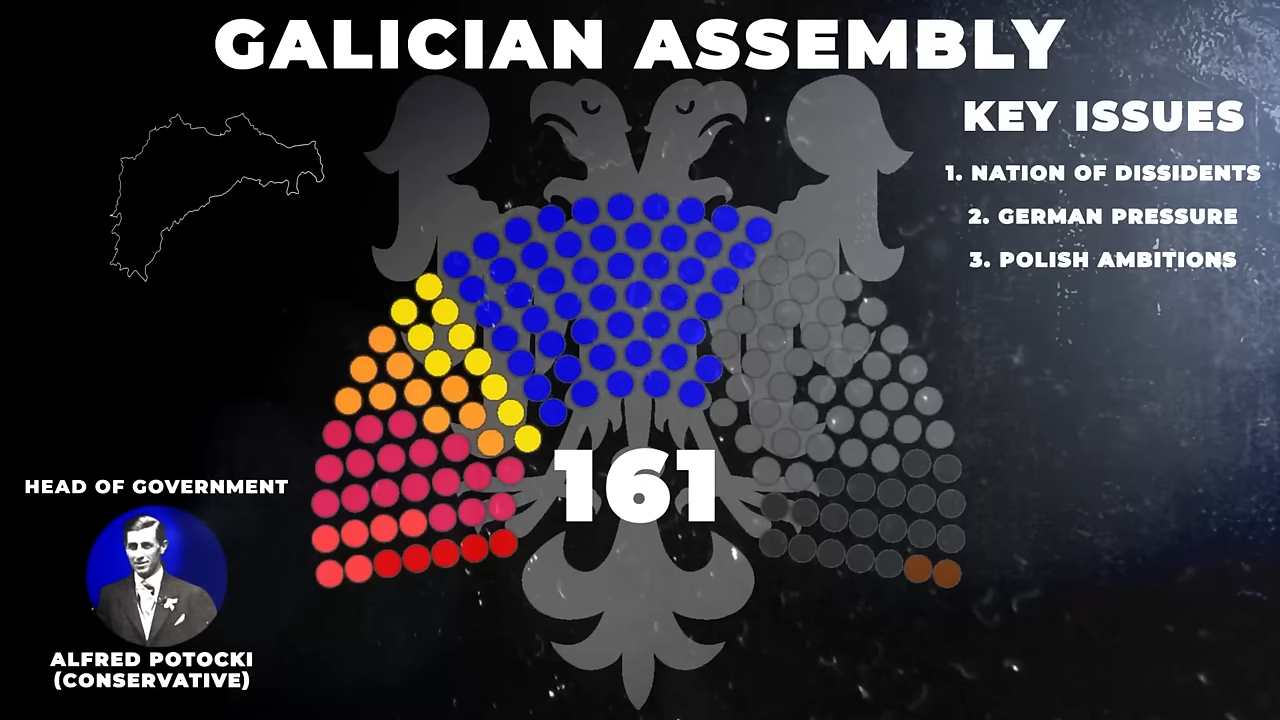 GALICIAN ASSEMBLY
KEY ISSUES
1. NATION OF DISSIDENTS
2. GERMAN PRESSURE
3. POLISH AMBITIONS
161
HEAD OF GOVERNMENT
ALFRED POTOCKI
(CONSERVATIVE)